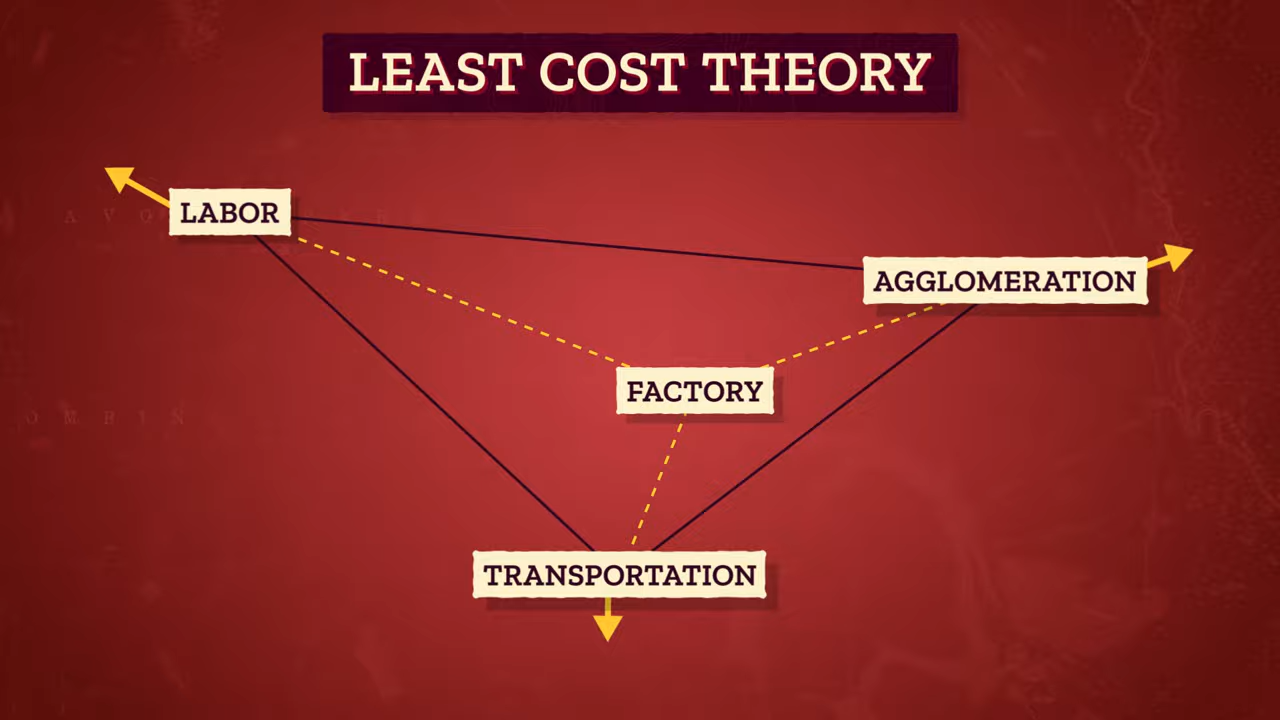 LEAST COST THEORY
LABOR
AGGLOMERATION
FACTORY
TRANSPORTATION